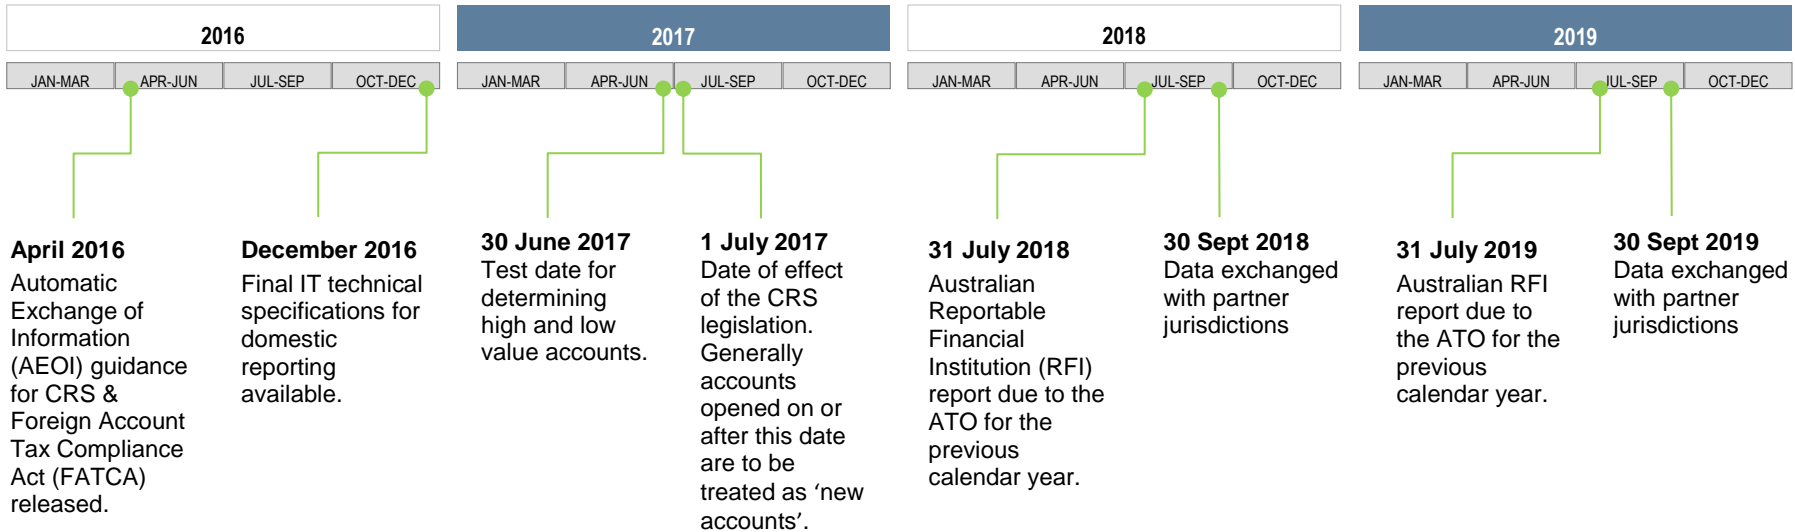 2016
2017
2018
2019
JAN-MAR
APR-JUN
JUL-SEP
OCT-DEC
JAN-MAR
APR-JUN
JUL-SEP
OCT-DEC
JAN-MAR
APR-JUN
JUL-SEP
OCT-DEC
JAN-MAR
APR-JUN
JUL-SEP
OCT-DEC
April 2016
Automatic
Exchange of
Information
(AEOI) guidance
for CRS &
Foreign Account
Tax Compliance
Act (FATCA)
released.
December 2016
Final IT technical
specifications for
domestic
reporting
available.
30 June 2017
Test date for
determining
high and low
value accounts.
1 July 2017
Date of effect
of the CRS
legislation.
Generally
accounts
opened on or
after this date
are to be
treated as ‘new
accounts’.
31 July 2018
Australian
Reportable
Financial
Institution (RFI)
report due to the
ATO for the
previous
calendar year.
30 Sept 2018
Data exchanged
with partner
jurisdictions
31 July 2019
Australian RFI
report due to
the ATO for the
previous
calendar year.
30 Sept 2019
Data exchanged
with partner
jurisdictions